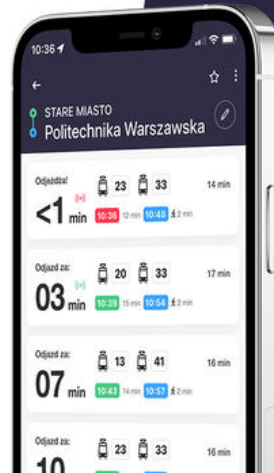 10:36
STARE MIASTO
Politechnika Warszawska
Odjeżdża!
<1 min
23 33
14 min
10:36 12 min 10:48 2 min
Odjazd za:
03 min
20 33
17 min
10:39 15 min 10:54 2 min
Odjazd za:
07 min
13 41
16 min
10:43 14 min 10:57 2 min
Odjazd za:
10
23 33
16 min